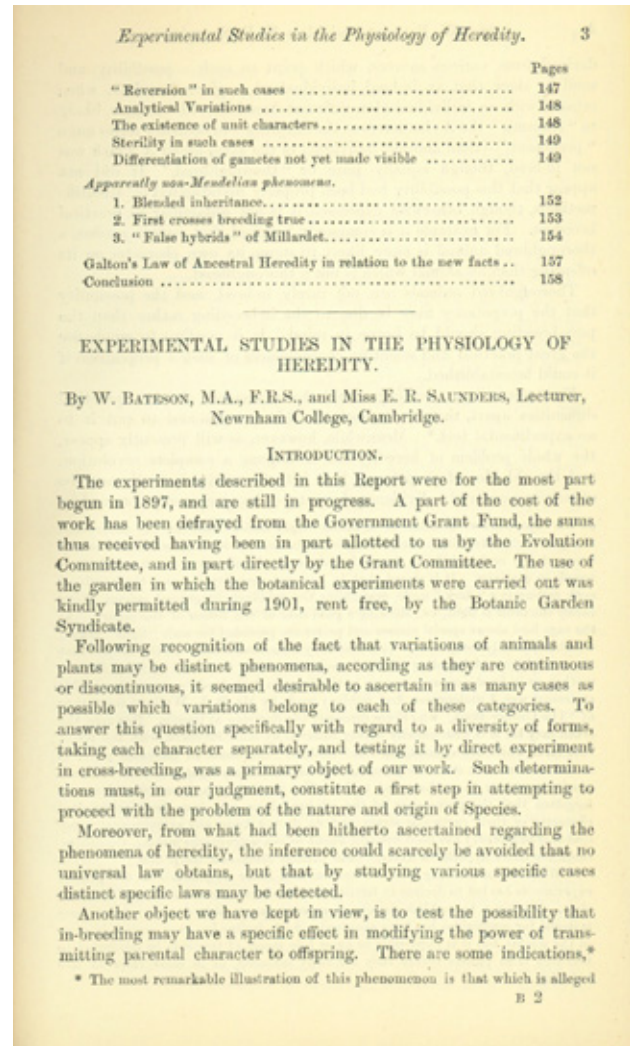 Experimental Studies in the Physiology of Heredity. 3
Pages
“ Reversion ” in such cases .............................. 147
Analytical Variations .............................. 148
The existence of unit characters .............................. 148
Sterility in such cases .............................. 149
Differentiation of gametes not yet made visible ............ 149
Apparently non-Mendelian phenomena.
1. Blended inheritance .............................. 152
2. First crosses breeding true .............................. 153
3. “ False hybrids ” of Millardet .............................. 154
Galton's Law of Ancestral Heredity in relation to the new facts .. 157
Conclusion .............................. 158
EXPERIMENTAL STUDIES IN THE PHYSIOLOGY OF
HEREDITY.
By W. BATESON, M.A., F.R.S., and Miss E. R. SAUNDERS, Lecturer,
Newnham College, Cambridge.
INTRODUCTION.
The experiments described in this Report were for the most part
begun in 1897, and are still in progress. A part of the cost of the
work has been defrayed from the Government Grant Fund, the sums
thus received having been in part allotted to us by the Evolution
Committee, and in part directly by the Grant Committee. The use of
the garden in which the botanical experiments were carried out was
kindly permitted during 1901, rent free, by the Botanic Garden
Syndicate.
Following recognition of the fact that variations of animals and
plants may be distinct phenomena, according as they are continuous
or discontinuous, it seemed desirable to ascertain in as many cases as
possible which variations belong to each of these categories. To
answer this question specifically with regard to a diversity of forms,
taking each character separately, and testing it by direct experiment
in cross-breeding, was a primary object of our work. Such determina-
tions must, in our judgment, constitute a first step in attempting to
proceed with the problem of the nature and origin of Species.
Moreover, from what had been hitherto ascertained regarding the
phenomena of heredity, the inference could scarcely be avoided that no
universal law obtains, but that by studying various specific cases
distinct specific laws may be detected.
Another object we have kept in view, is to test the possibility that
in-breeding may have a specific effect in modifying the power of trans-
mitting parental character to offspring. There are some indications,*
* The most remarkable illustration of this phenomenon is that which is alleged
B 2